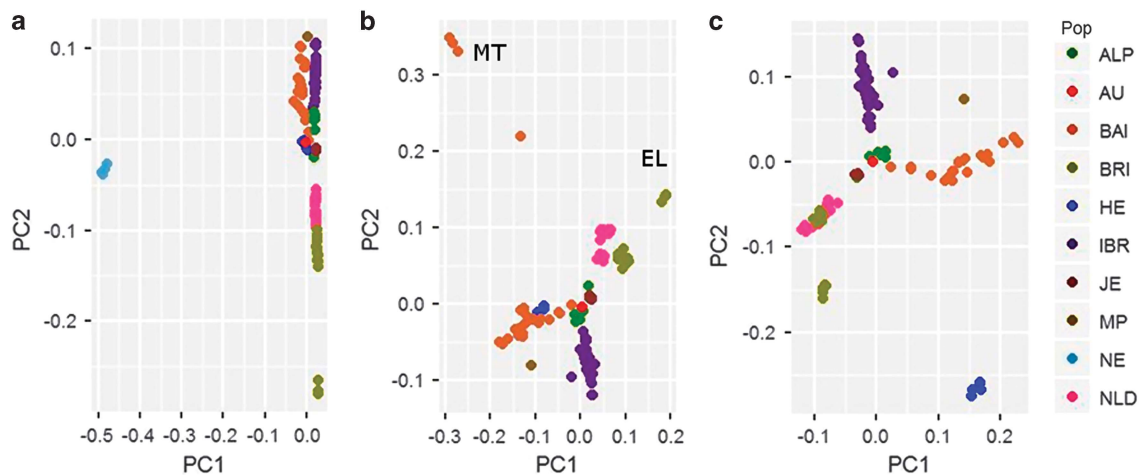 a
b
c
0.1
0.0
-0.1
-0.2
PC2
-0.5 -0.4 -0.3 -0.2 -0.1 0.0
PC1
MT
EL
0.3
0.2
0.1
0.0
-0.1
PC2
-0.3 -0.2 -0.1 0.0 0.1 0.2
PC1
0.1
0.0
-0.1
-0.2
PC2
-0.1 0.0 0.1 0.2
PC1
Pop
ALP
AU
BAI
BRI
HE
IBR
JE
MP
NE
NLD